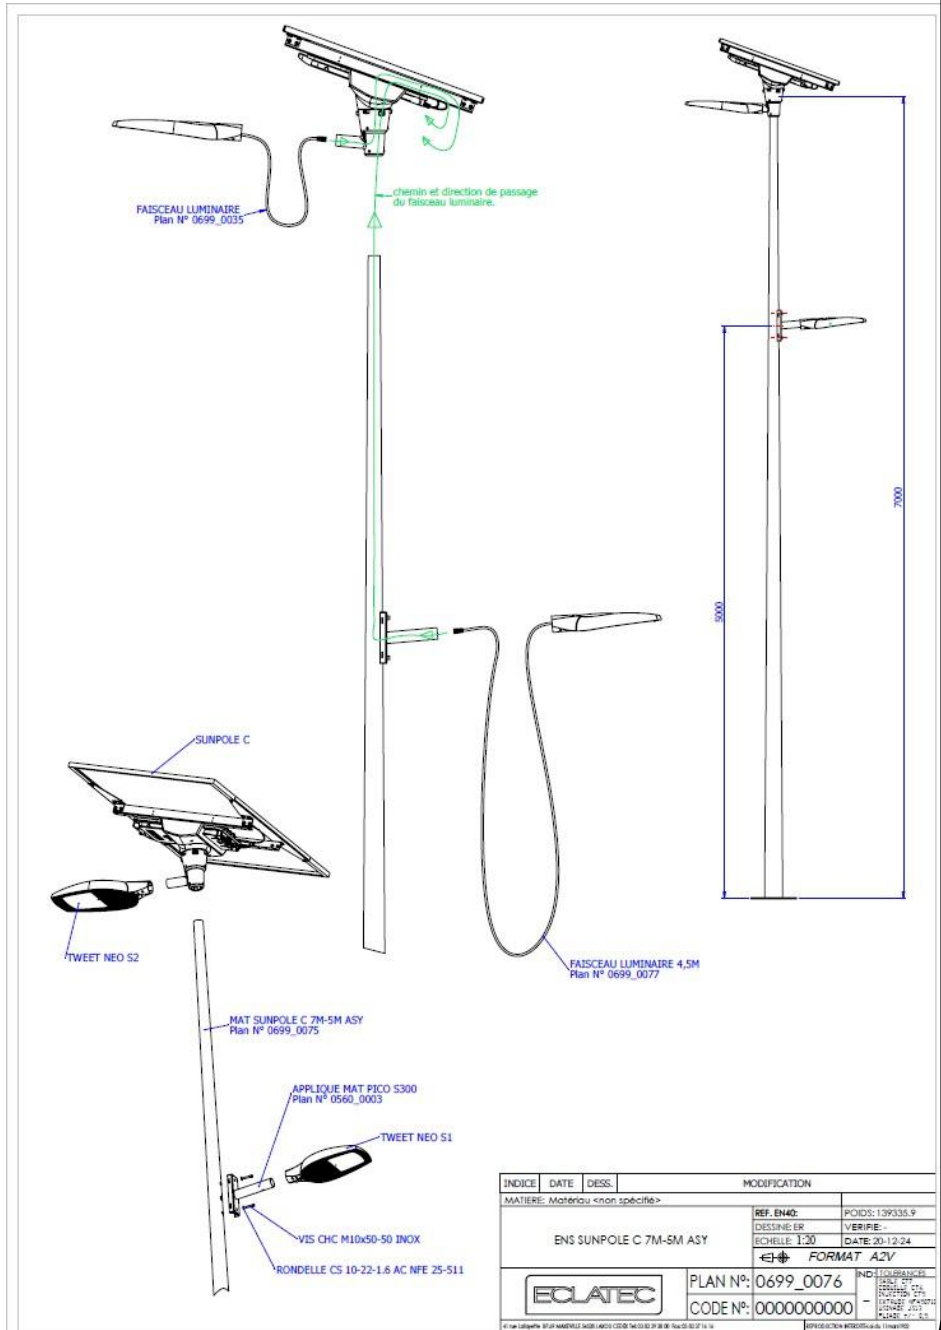 FAISCEAU LUMINAIRE
Plan N° 0699_0035
chemin et direction de passage
du faisceau luminaire.
7000
5000
SUNPOLE C
TWEET NEO S2
FAISCEAU LUMINAIRE 4,5M
Plan N° 0699_0077
MAT SUNPOLE C 7M-5M ASY
Plan N° 0699_0075
APPLIQUE MAT PICO S300
Plan N° 0560_0003
TWEET NEO S1
VIS CHC M10x50-50 INOX
RONDELLE CS 10-22-1.6 AC NFE 25-511
INDICE DATE DESS. MODIFICATION
MATIERE: Matériau <non spécifié>
REF. EN40: POIDS: 139335.9
ENS SUNPOLE C 7M-5M ASY
DESSINE: ER VERIFIE: -
ECHELLE: 1:20 DATE: 20-12-24
FORMAT A2V
ECLATEC
PLAN N°: 0699_0076
IND: TOLERANCES
CODE N°: 0000000000
-